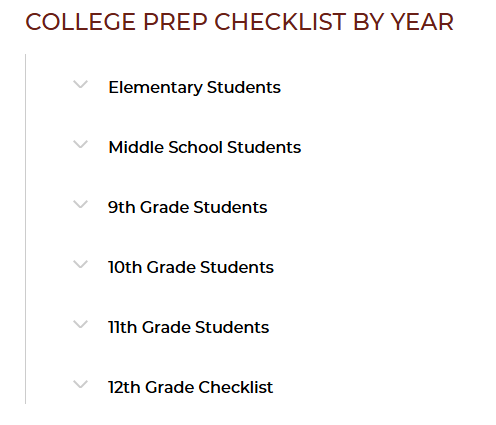 COLLEGE PREP CHECKLIST BY YEAR
Elementary Students
Middle School Students
9th Grade Students
10th Grade Students
11th Grade Students
12th Grade Checklist